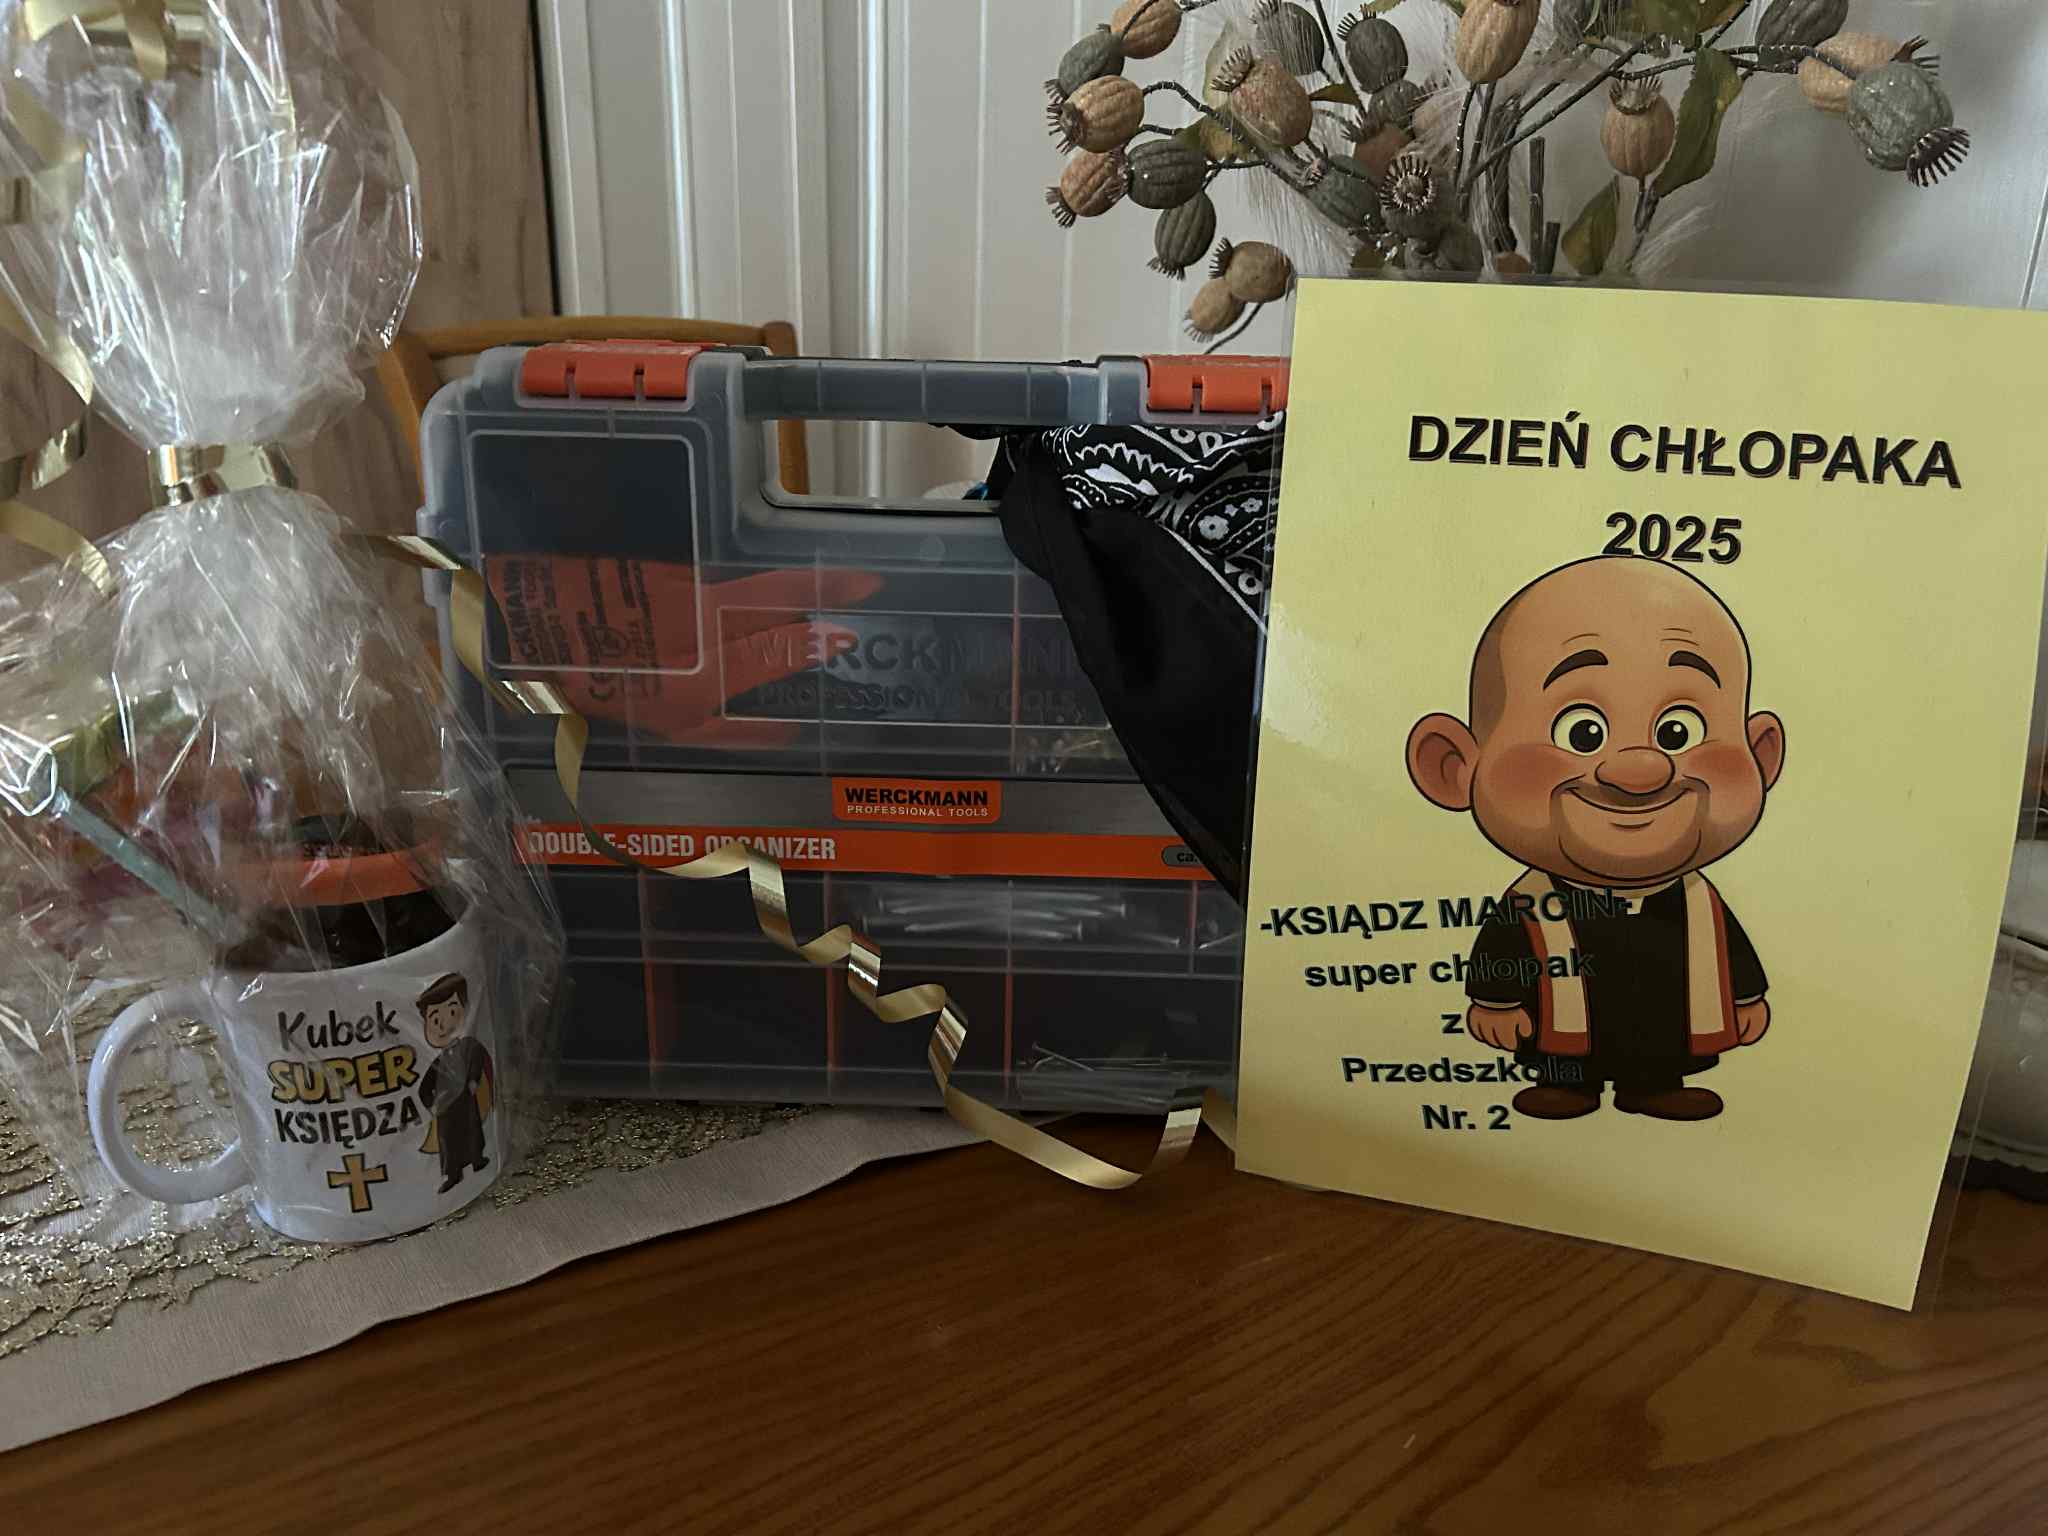 Kubek
SUPER
KSIĘDZA
WERCKMANN
PROFESSIONAL TOOLS
WERCKMANN
PROFESSIONAL TOOLS
DOUBLE-SIDED ORGANIZER
ca.
DZIEŃ CHŁOPAKA
2025
-KSIĄDZ MARCIN-
super chłopak
z
Przedszkola
Nr. 2